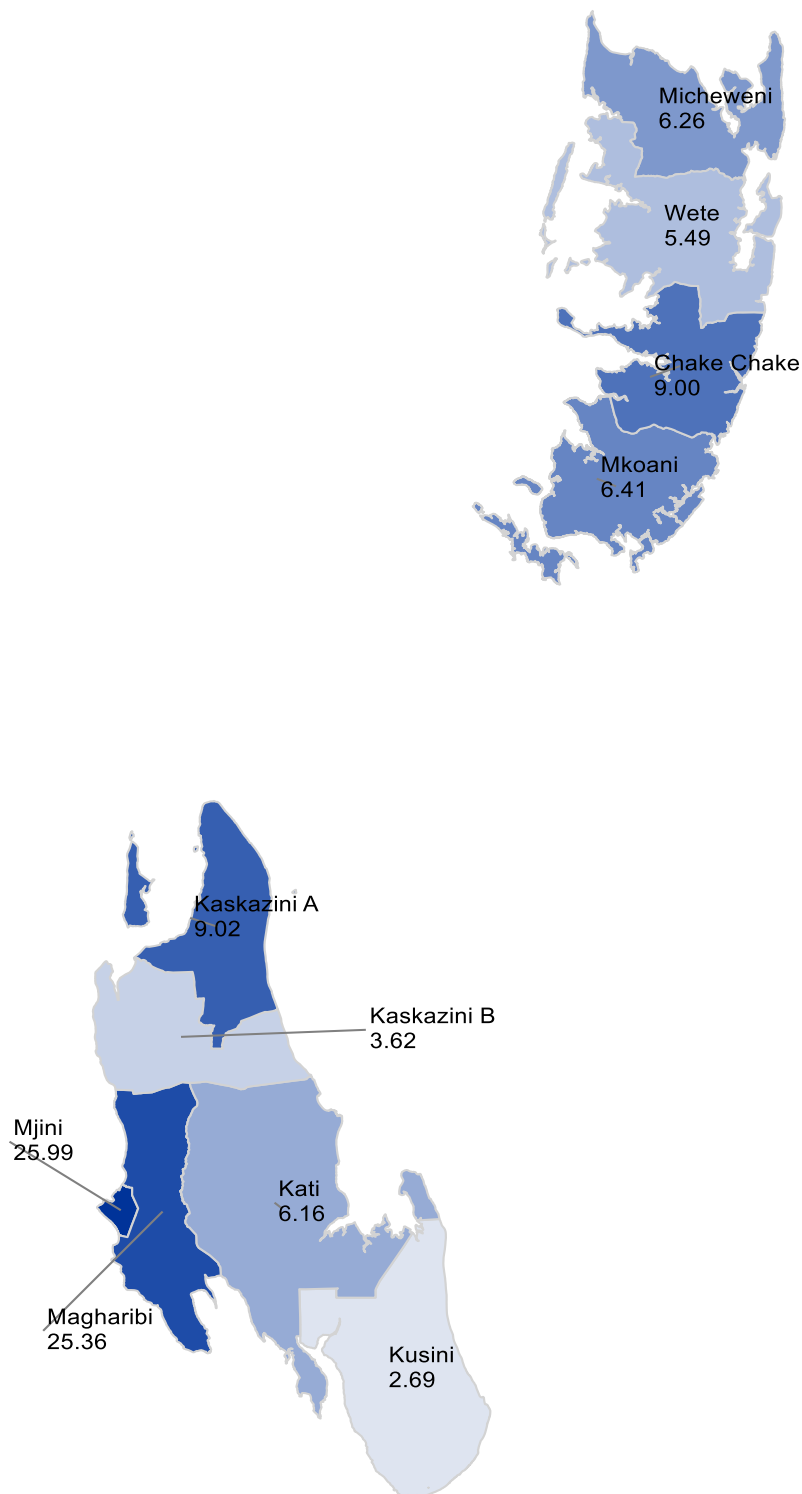 Micheweni
6.26
Wete
5.49
Chake Chake
9.00
Mkoani
6.41
Kaskazini A
9.02
Kaskazini B
3.62
Mjini
25.99
Kati
6.16
Magharibi
25.36
Kusini
2.69